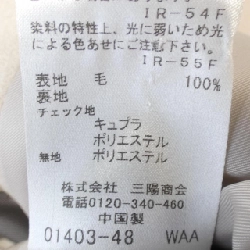 IR-54F
染料の特性上、光に弱いため光
による色あせにご注意下さい。
IR-55F
表地 毛 100%
裏地
チェック地
キュプラ
ポリエステル
無地 ポリエステル
株式会社 三陽商会
電話0120-340-460
中国製
01403-48 WAA